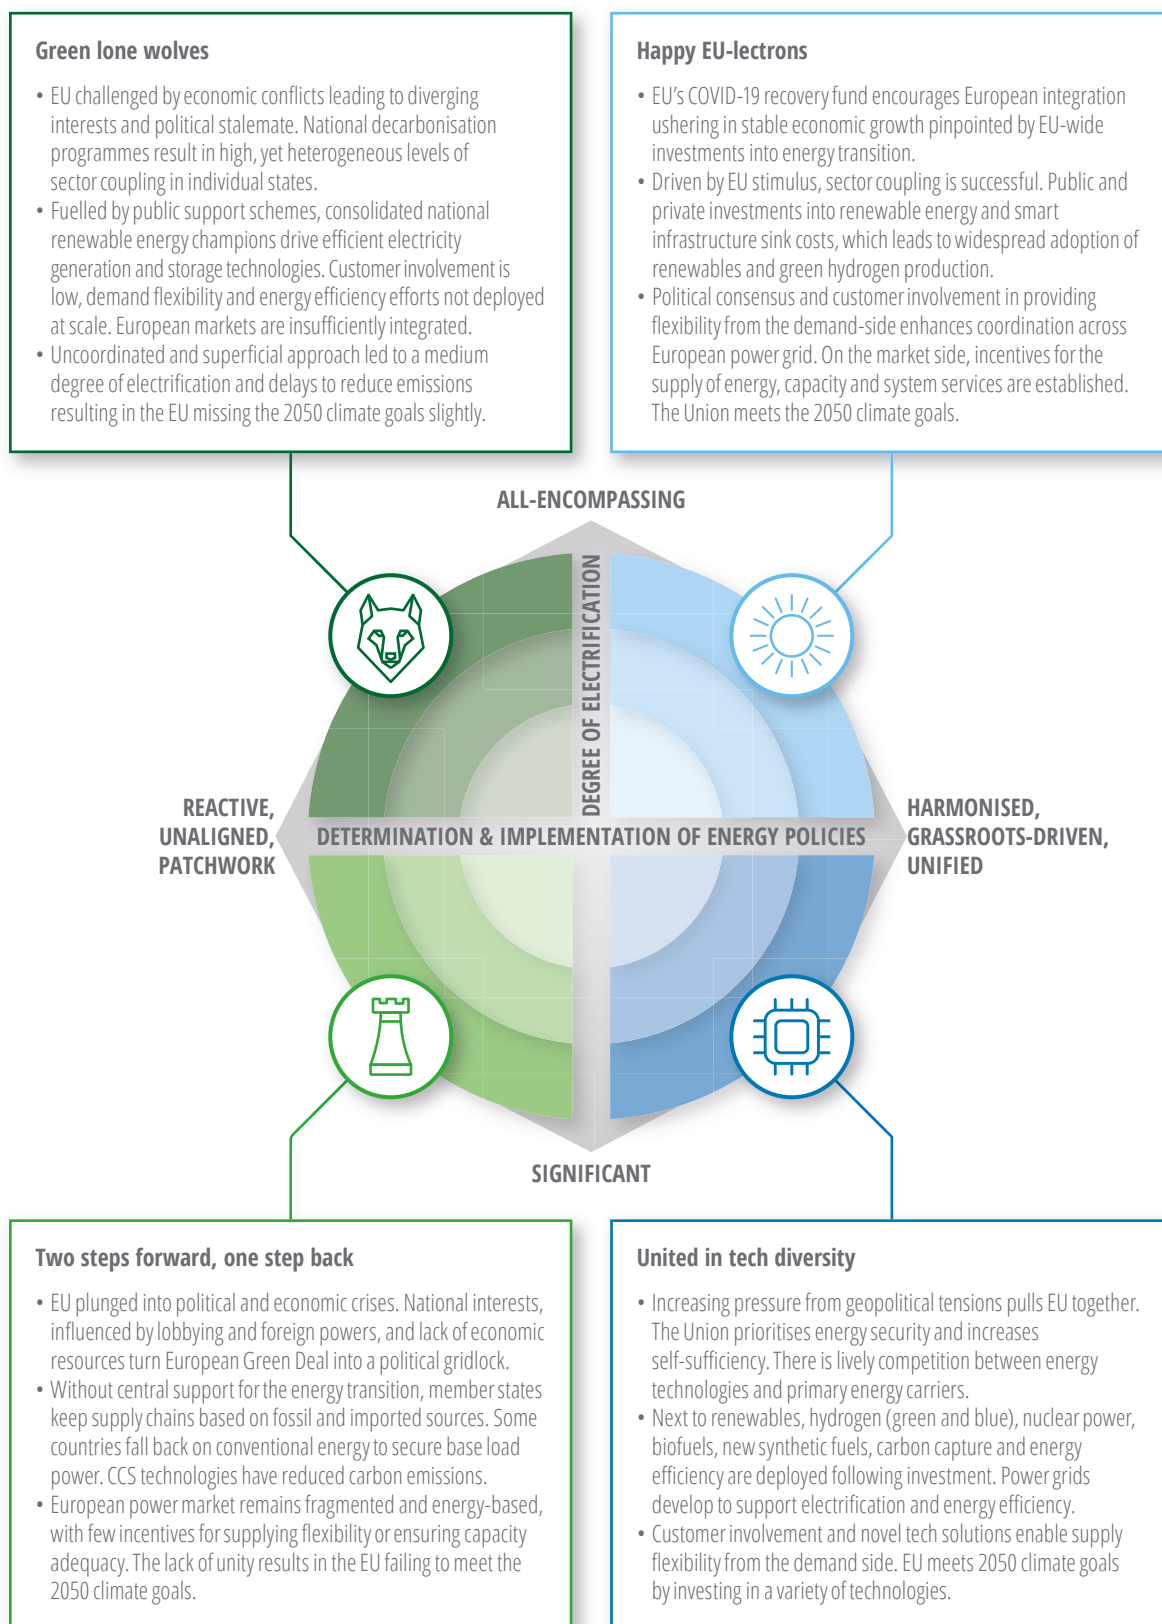 Green lone wolves
• EU challenged by economic conflicts leading to diverging
interests and political stalemate. National decarbonisation
programmes result in high, yet heterogeneous levels of
sector coupling in individual states.
• Fuelled by public support schemes, consolidated national
renewable energy champions drive efficient electricity
generation and storage technologies. Customer involvement is
low, demand flexibility and energy efficiency efforts not deployed
at scale. European markets are insufficiently integrated.
• Uncoordinated and superficial approach led to a medium
degree of electrification and delays to reduce emissions
resulting in the EU missing the 2050 climate goals slightly.
Happy EU-lectrons
• EU's COVID-19 recovery fund encourages European integration
ushering in stable economic growth pinpointed by EU-wide
investments into energy transition.
• Driven by EU stimulus, sector coupling is successful. Public and
private investments into renewable energy and smart
infrastructure sink costs, which leads to widespread adoption of
renewables and green hydrogen production.
• Political consensus and customer involvement in providing
flexibility from the demand-side enhances coordination across
European power grid. On the market side, incentives for the
supply of energy, capacity and system services are established.
The Union meets the 2050 climate goals.
ALL-ENCOMPASSING
DEGREE OF ELECTRIFICATION
REACTIVE,
UNALIGNED,
PATCHWORK
DETERMINATION & IMPLEMENTATION OF ENERGY POLICIES
HARMONISED,
GRASSROOTS-DRIVEN,
UNIFIED
SIGNIFICANT
Two steps forward, one step back
• EU plunged into political and economic crises. National interests,
influenced by lobbying and foreign powers, and lack of economic
resources turn European Green Deal into a political gridlock.
• Without central support for the energy transition, member states
keep supply chains based on fossil and imported sources. Some
countries fall back on conventional energy to secure base load
power. CCS technologies have reduced carbon emissions.
• European power market remains fragmented and energy-based,
with few incentives for supplying flexibility or ensuring capacity
adequacy. The lack of unity results in the EU failing to meet the
2050 climate goals.
United in tech diversity
• Increasing pressure from geopolitical tensions pulls EU together.
The Union prioritises energy security and increases
self-sufficiency. There is lively competition between energy
technologies and primary energy carriers.
• Next to renewables, hydrogen (green and blue), nuclear power,
biofuels, new synthetic fuels, carbon capture and energy
efficiency are deployed following investment. Power grids
develop to support electrification and energy efficiency.
• Customer involvement and novel tech solutions enable supply
flexibility from the demand side. EU meets 2050 climate goals
by investing in a variety of technologies.